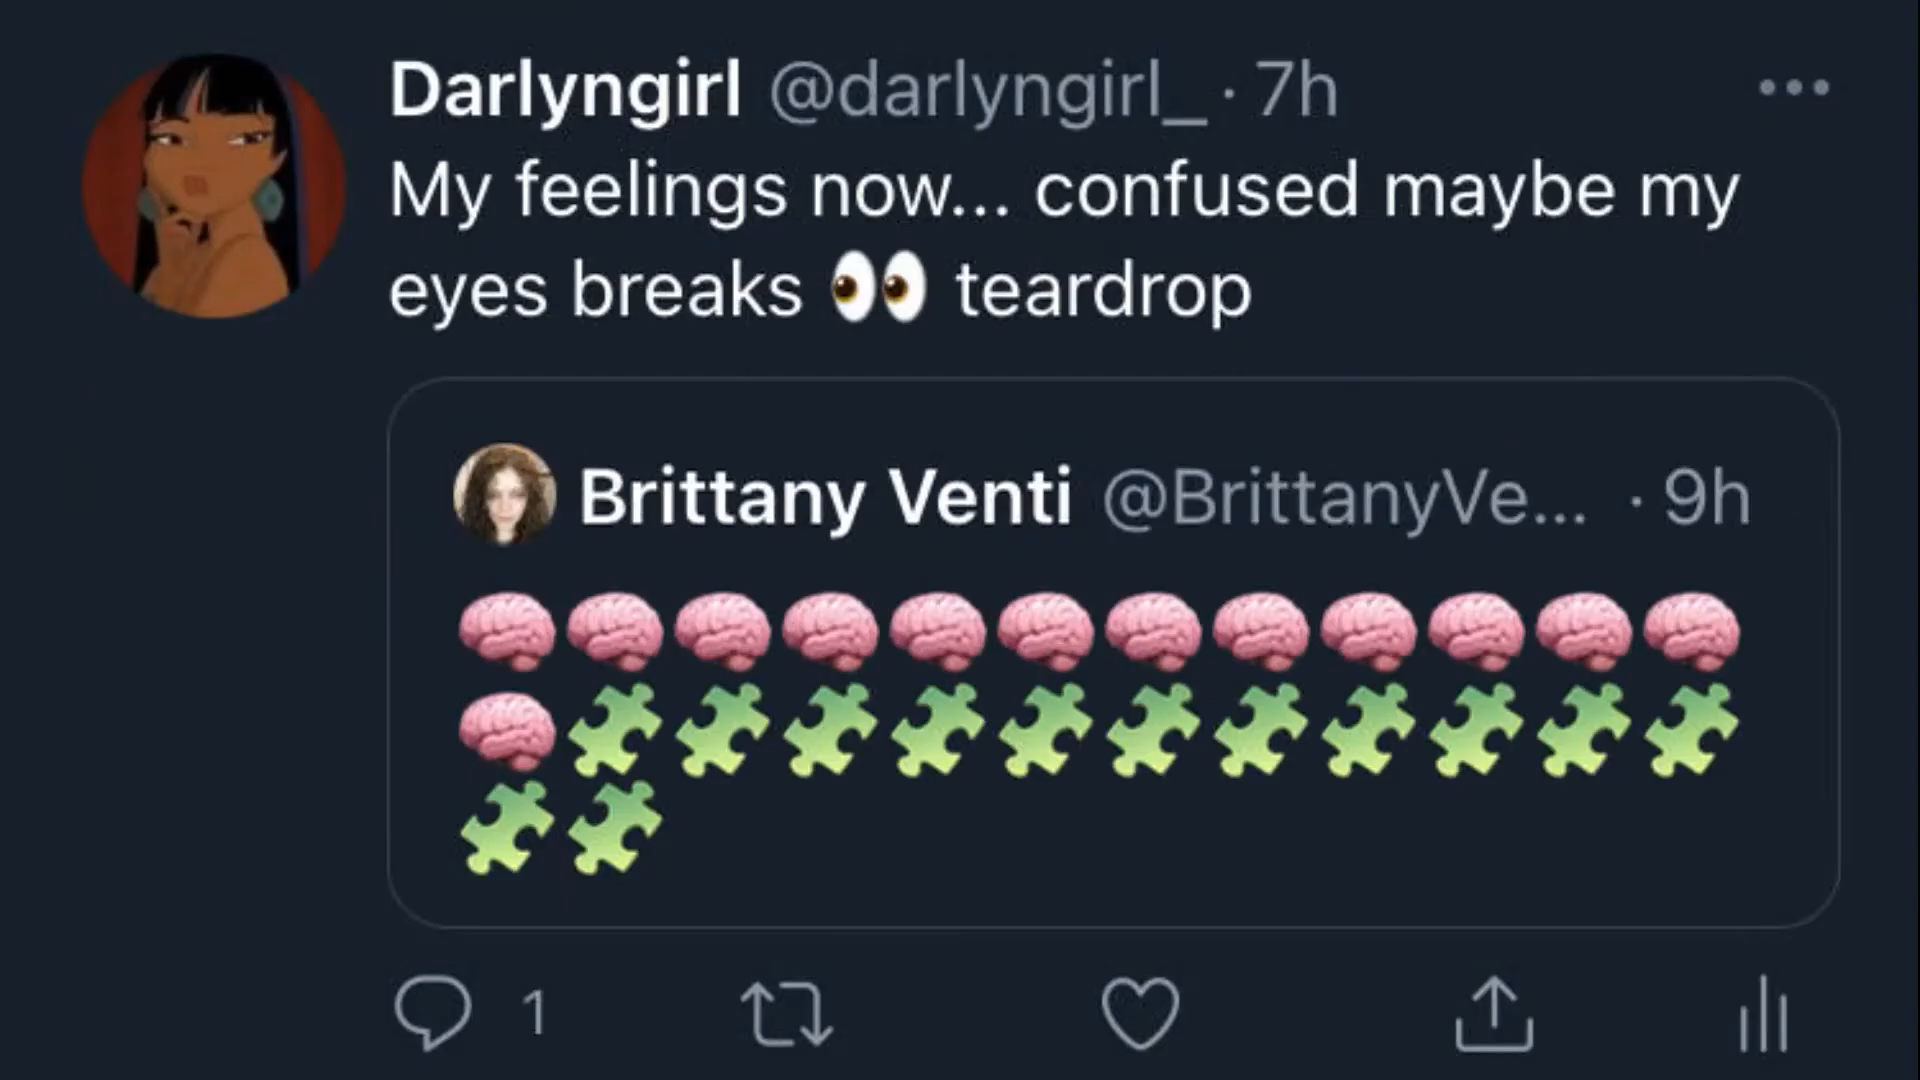 Darlyngirl @darlyngirl_ · 7h
My feelings now... confused maybe my
eyes breaks 👀 teardrop
Brittany Venti @BrittanyVe... · 9h
🧠🧠🧠🧠🧠🧠🧠🧠🧠🧠🧠🧠
🧠🧩🧩🧩🧩🧩🧩🧩🧩🧩🧩🧩
🧩🧩
1